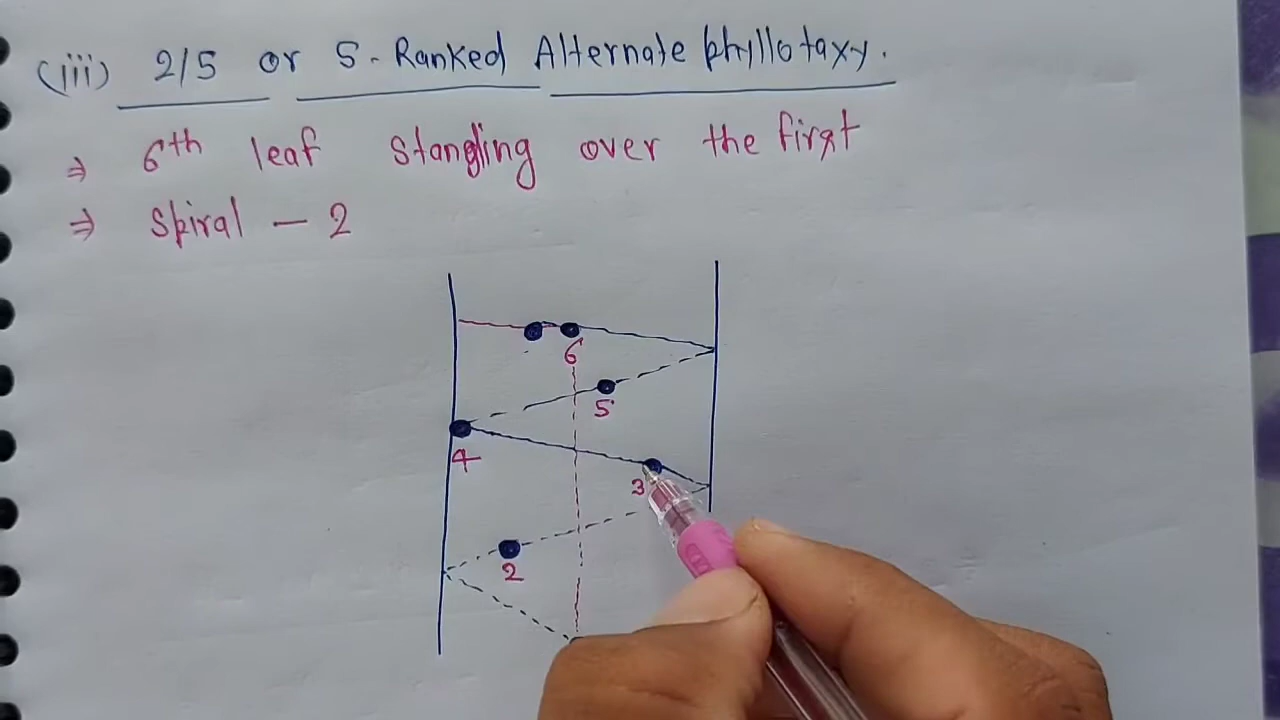 (iii) 2/5 or 5-Ranked Alternate phyllotaxy.
⇒ 6th leaf stangling over the first
⇒ Spiral — 2
6
5
4
3
2